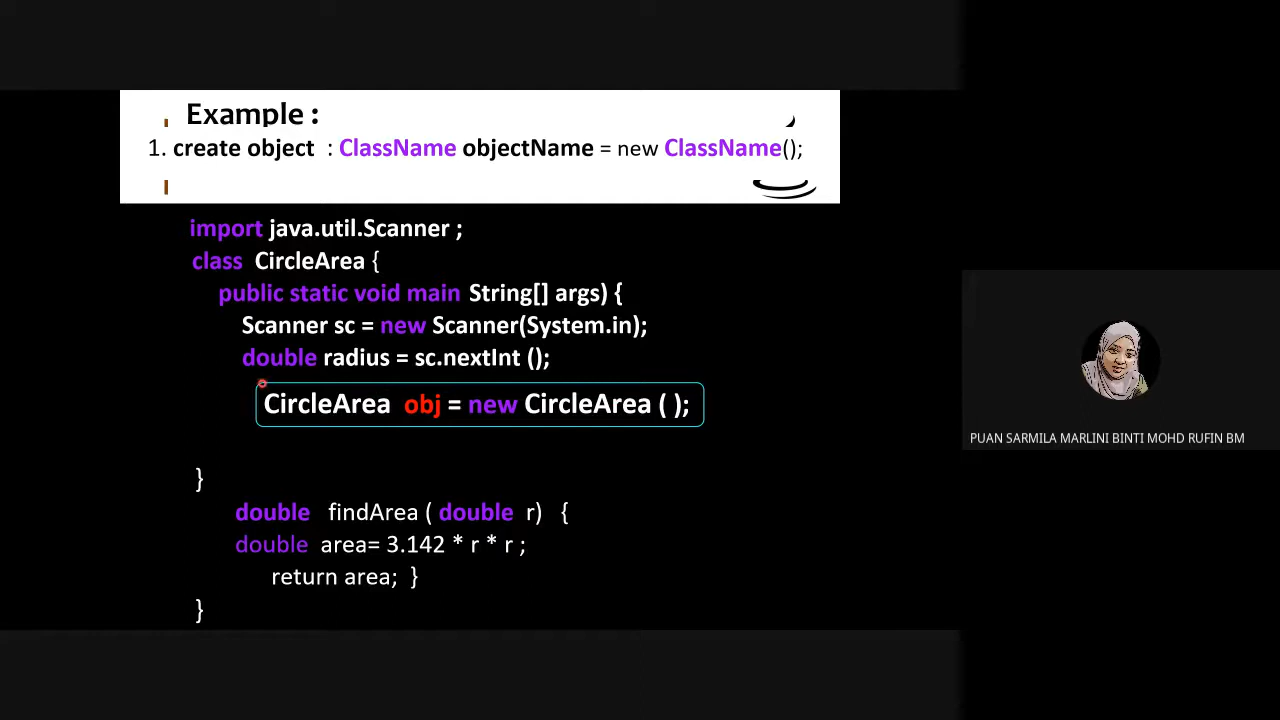 Example :
1. create object : ClassName objectName = new ClassName();
import java.util.Scanner ;
class CircleArea {
public static void main String[] args) {
Scanner sc = new Scanner(System.in);
double radius = sc.nextInt ();
CircleArea obj = new CircleArea ( );
}
double findArea ( double r) {
double area= 3.142 * r * r ;
return area; }
}
PUAN SARMILA MARLINI BINTI MOHD RUFIN BM